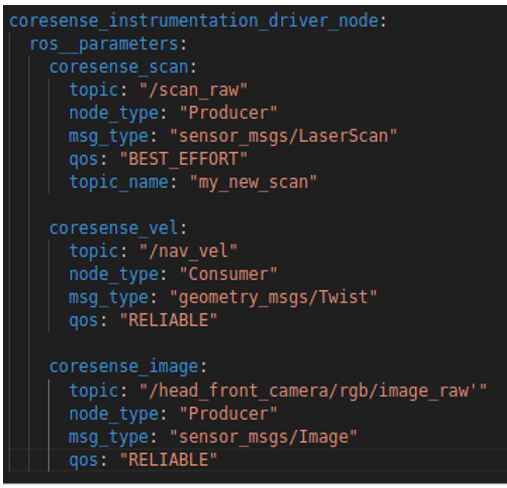 coresense_instrumentation_driver_node:
ros__parameters:
coresense_scan:
topic: "/scan_raw"
node_type: "Producer"
msg_type: "sensor_msgs/LaserScan"
qos: "BEST_EFFORT"
topic_name: "my_new_scan"
coresense_vel:
topic: "/nav_vel"
node_type: "Consumer"
msg_type: "geometry_msgs/Twist"
qos: "RELIABLE"
coresense_image:
topic: "/head_front_camera/rgb/image_raw'"
node_type: "Producer"
msg_type: "sensor_msgs/Image"
qos: "RELIABLE"